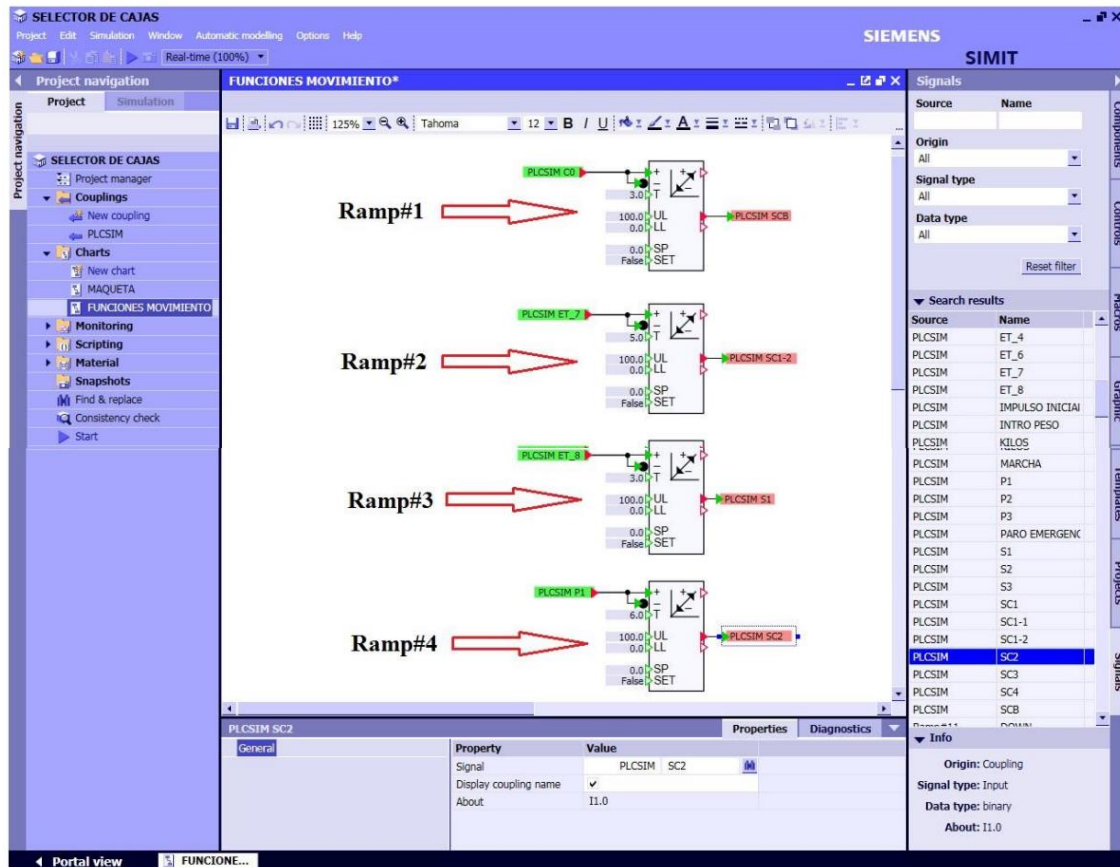 SELECTOR DE CAJAS
Project Edit Simulation Window Automatic modelling Options Help
SIEMENS
Real-time (100%)
SIMIT
Project navigation
Project Simulation
Project navigation
SELECTOR DE CAJAS
Project manager
Couplings
New coupling
PLCSIM
Charts
New chart
MAQUETA
FUNCIONES MOVIMIENTO
Monitoring
Scripting
Material
Snapshots
Find & replace
Consistency check
Start
FUNCIONES MOVIMIENTO*
125% Tahoma 12 B I U A
Ramp#1
PLCSIM C0
+
-
3.0 T
100.0 UL
0.0 LL
PLCSIM SCB
0.0 SP
False SET
Ramp#2
PLCSIM ET_7
+
-
5.0 T
100.0 UL
0.0 LL
PLCSIM SC1-2
0.0 SP
False SET
Ramp#3
PLCSIM ET_8
+
-
3.0 T
100.0 UL
0.0 LL
PLCSIM S1
0.0 SP
False SET
Ramp#4
PLCSIM P1
+
-
6.0 T
100.0 UL
0.0 LL
PLCSIM SC2
0.0 SP
False SET
PLCSIM SC2
Properties Diagnostics
General
Property Value
Signal PLCSIM SC2
Display coupling name
About I1.0
Signals
Source Name
Origin
All
Signal type
All
Data type
All
Reset filter
Search results
Source Name
PLCSIM ET_4
PLCSIM ET_6
PLCSIM ET_7
PLCSIM ET_8
PLCSIM IMPULSO INICIAL
PLCSIM INTRO PESO
PLCSIM KILOS
PLCSIM MARCHA
PLCSIM P1
PLCSIM P2
PLCSIM P3
PLCSIM PARO EMERGENC
PLCSIM S1
PLCSIM S2
PLCSIM S3
PLCSIM SC1
PLCSIM SC1-1
PLCSIM SC1-2
PLCSIM SC2
PLCSIM SC3
PLCSIM SC4
PLCSIM SCB
Ramp#11 DOWN
Info
Origin: Coupling
Signal type: Input
Data type: binary
About: I1.0
Components
Controls
Macros
Graphic
Templates
Projects
Signals
Portal view
FUNCIONE...